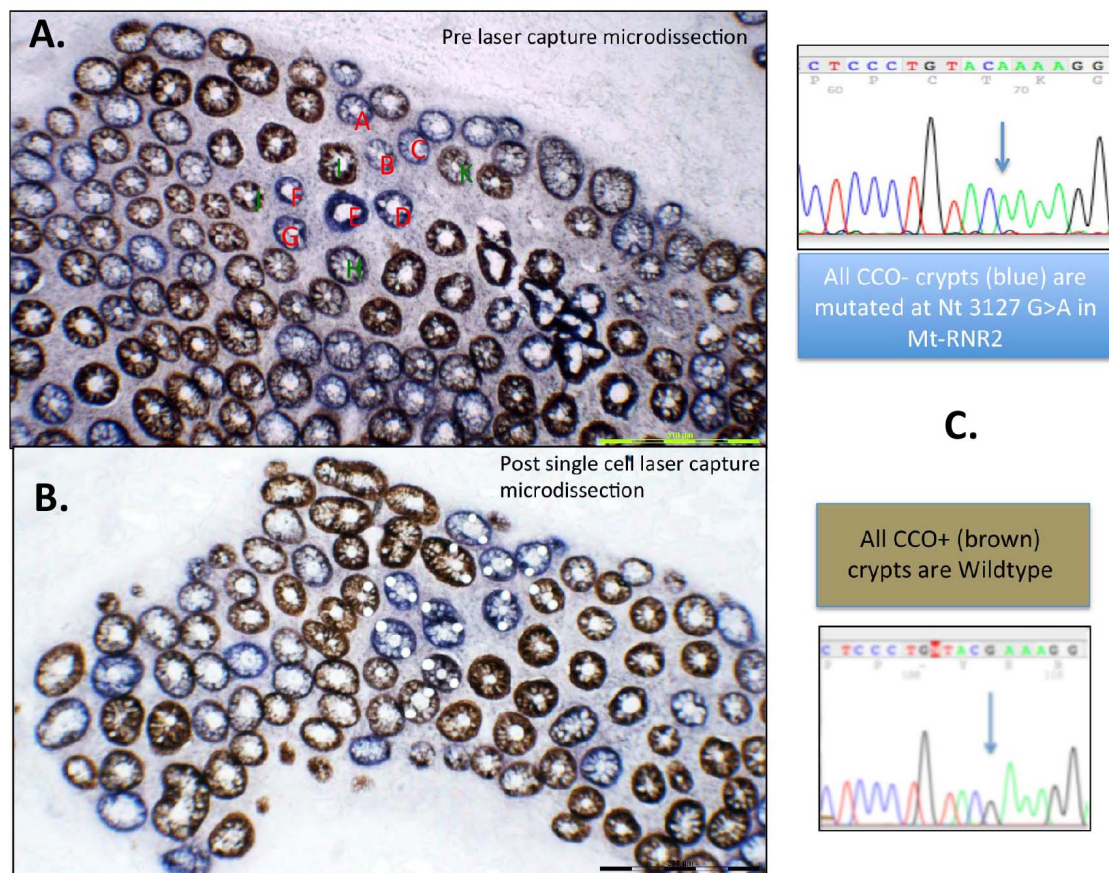 A.
Pre laser capture microdissection
A
C
B
I
K
J
F
E
D
G
H
B.
Post single cell laser capture
microdissection
CTCCCTGTACAAAAGG
P P C T K G
60 70
All CCO- crypts (blue) are
mutated at Nt 3127 G>A in
Mt-RNR2
C.
All CCO+ (brown)
crypts are Wildtype